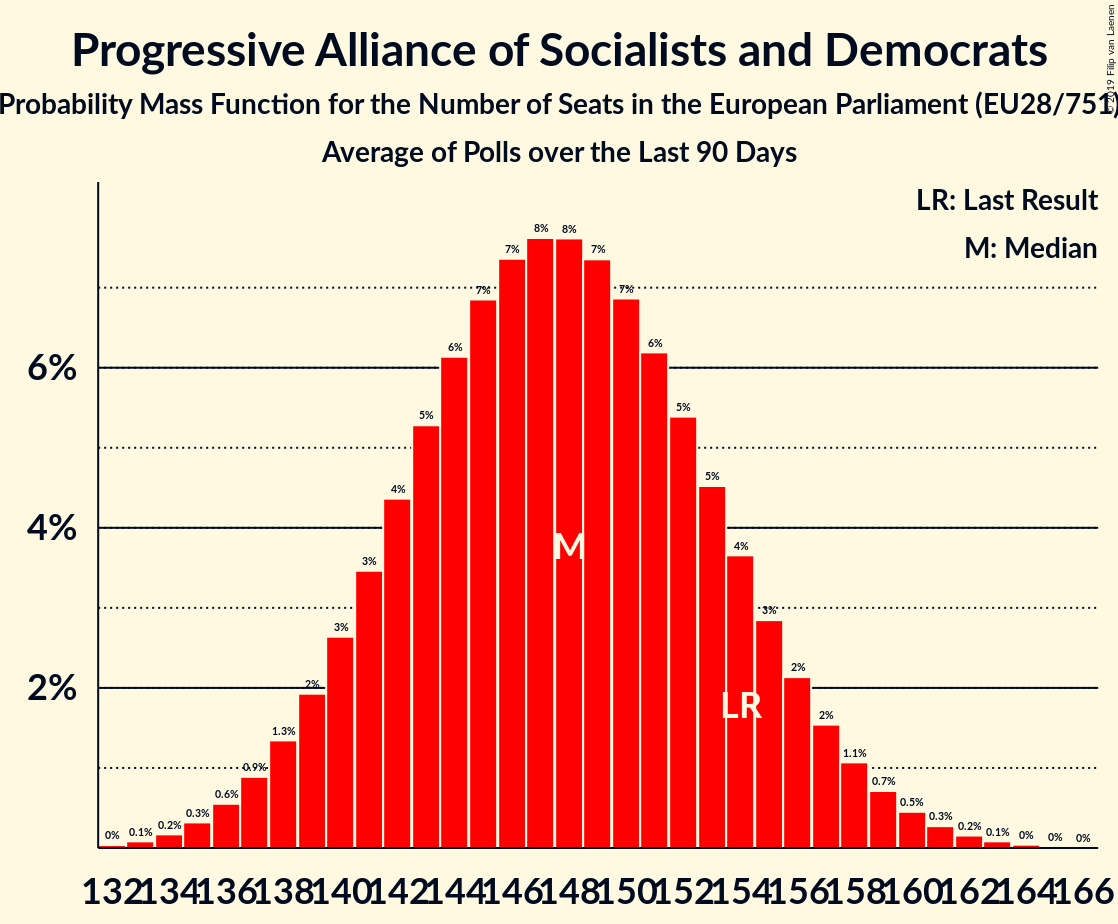 Progressive Alliance of Socialists and Democrats
Probability Mass Function for the Number of Seats in the European Parliament (EU28/751)
Average of Polls over the Last 90 Days
© 2019 Filip van Laenen
LR: Last Result
M: Median
6%
4%
2%
0% 0.1% 0.2% 0.3% 0.6% 0.9% 1.3% 2% 3% 3% 4% 5% 6% 7% 7% 8% 8% 7% 7% 6% 5% 5% 4% 3% 2% 2% 1.1% 0.7% 0.5% 0.3% 0.2% 0.1% 0% 0% 0%
M
LR
132 134 136 138 140 142 144 146 148 150 152 154 156 158 160 162 164 166